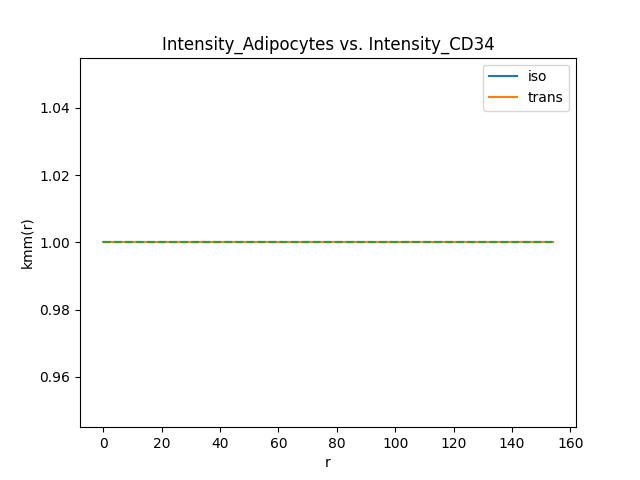 Intensity_Adipocytes vs. Intensity_CD34
iso
trans
1.04
1.02
1.00
0.98
0.96
kmm(r)
0 20 40 60 80 100 120 140 160
r